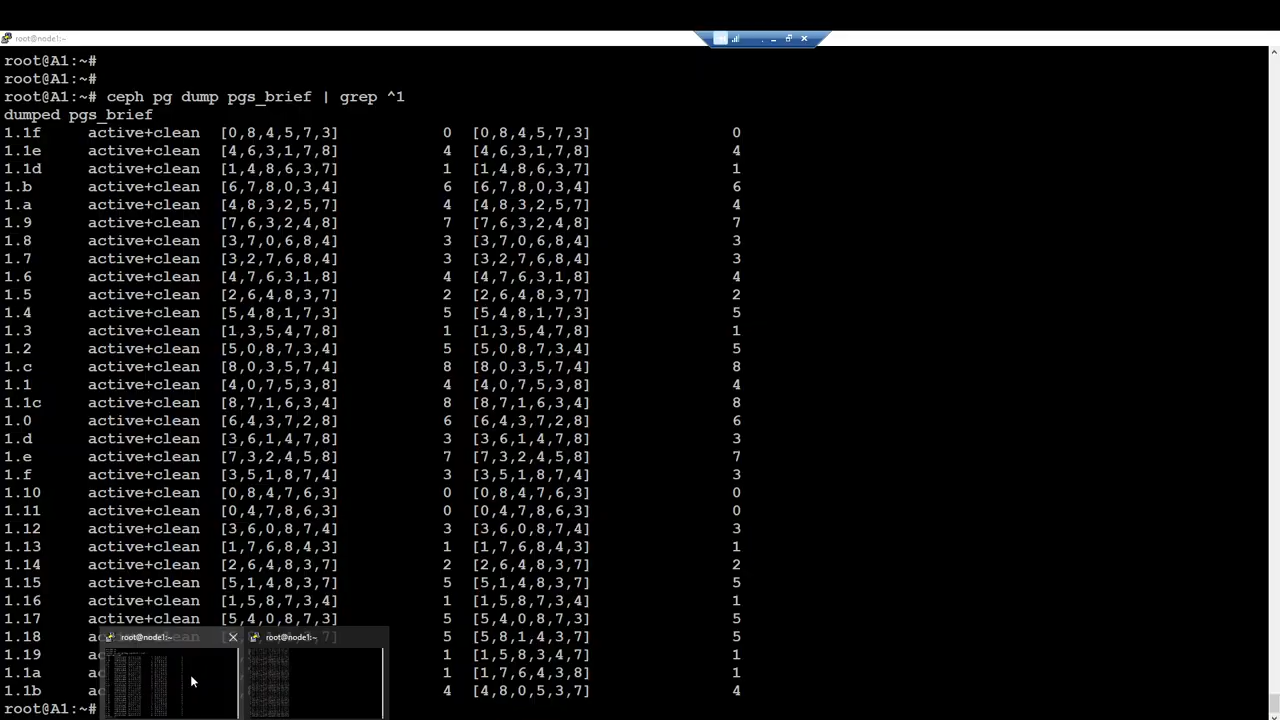 root@node1:~
root@A1:~#
root@A1:~#
root@A1:~# ceph pg dump pgs_brief | grep ^1
dumped pgs_brief
1.1f active+clean [0,8,4,5,7,3] 0 [0,8,4,5,7,3] 0
1.1e active+clean [4,6,3,1,7,8] 4 [4,6,3,1,7,8] 4
1.1d active+clean [1,4,8,6,3,7] 1 [1,4,8,6,3,7] 1
1.b active+clean [6,7,8,0,3,4] 6 [6,7,8,0,3,4] 6
1.a active+clean [4,8,3,2,5,7] 4 [4,8,3,2,5,7] 4
1.9 active+clean [7,6,3,2,4,8] 7 [7,6,3,2,4,8] 7
1.8 active+clean [3,7,0,6,8,4] 3 [3,7,0,6,8,4] 3
1.7 active+clean [3,2,7,6,8,4] 3 [3,2,7,6,8,4] 3
1.6 active+clean [4,7,6,3,1,8] 4 [4,7,6,3,1,8] 4
1.5 active+clean [2,6,4,8,3,7] 2 [2,6,4,8,3,7] 2
1.4 active+clean [5,4,8,1,7,3] 5 [5,4,8,1,7,3] 5
1.3 active+clean [1,3,5,4,7,8] 1 [1,3,5,4,7,8] 1
1.2 active+clean [5,0,8,7,3,4] 5 [5,0,8,7,3,4] 5
1.c active+clean [8,0,3,5,7,4] 8 [8,0,3,5,7,4] 8
1.1 active+clean [4,0,7,5,3,8] 4 [4,0,7,5,3,8] 4
1.1c active+clean [8,7,1,6,3,4] 8 [8,7,1,6,3,4] 8
1.0 active+clean [6,4,3,7,2,8] 6 [6,4,3,7,2,8] 6
1.d active+clean [3,6,1,4,7,8] 3 [3,6,1,4,7,8] 3
1.e active+clean [7,3,2,4,5,8] 7 [7,3,2,4,5,8] 7
1.f active+clean [3,5,1,8,7,4] 3 [3,5,1,8,7,4] 3
1.10 active+clean [0,8,4,7,6,3] 0 [0,8,4,7,6,3] 0
1.11 active+clean [0,4,7,8,6,3] 0 [0,4,7,8,6,3] 0
1.12 active+clean [3,6,0,8,7,4] 3 [3,6,0,8,7,4] 3
1.13 active+clean [1,7,6,8,4,3] 1 [1,7,6,8,4,3] 1
1.14 active+clean [2,6,4,8,3,7] 2 [2,6,4,8,3,7] 2
1.15 active+clean [5,1,4,8,3,7] 5 [5,1,4,8,3,7] 5
1.16 active+clean [1,5,8,7,3,4] 1 [1,5,8,7,3,4] 1
1.17 active+clean [5,4,0,8,7,3] 5 [5,4,0,8,7,3] 5
1.18 7] 5 [5,8,1,4,3,7] 5
root@node1:~ root@node1:~
1.19 1 [1,5,8,3,4,7] 1
1.1a 1 [1,7,6,4,3,8] 1
1.1b 4 [4,8,0,5,3,7] 4
root@A1:~#